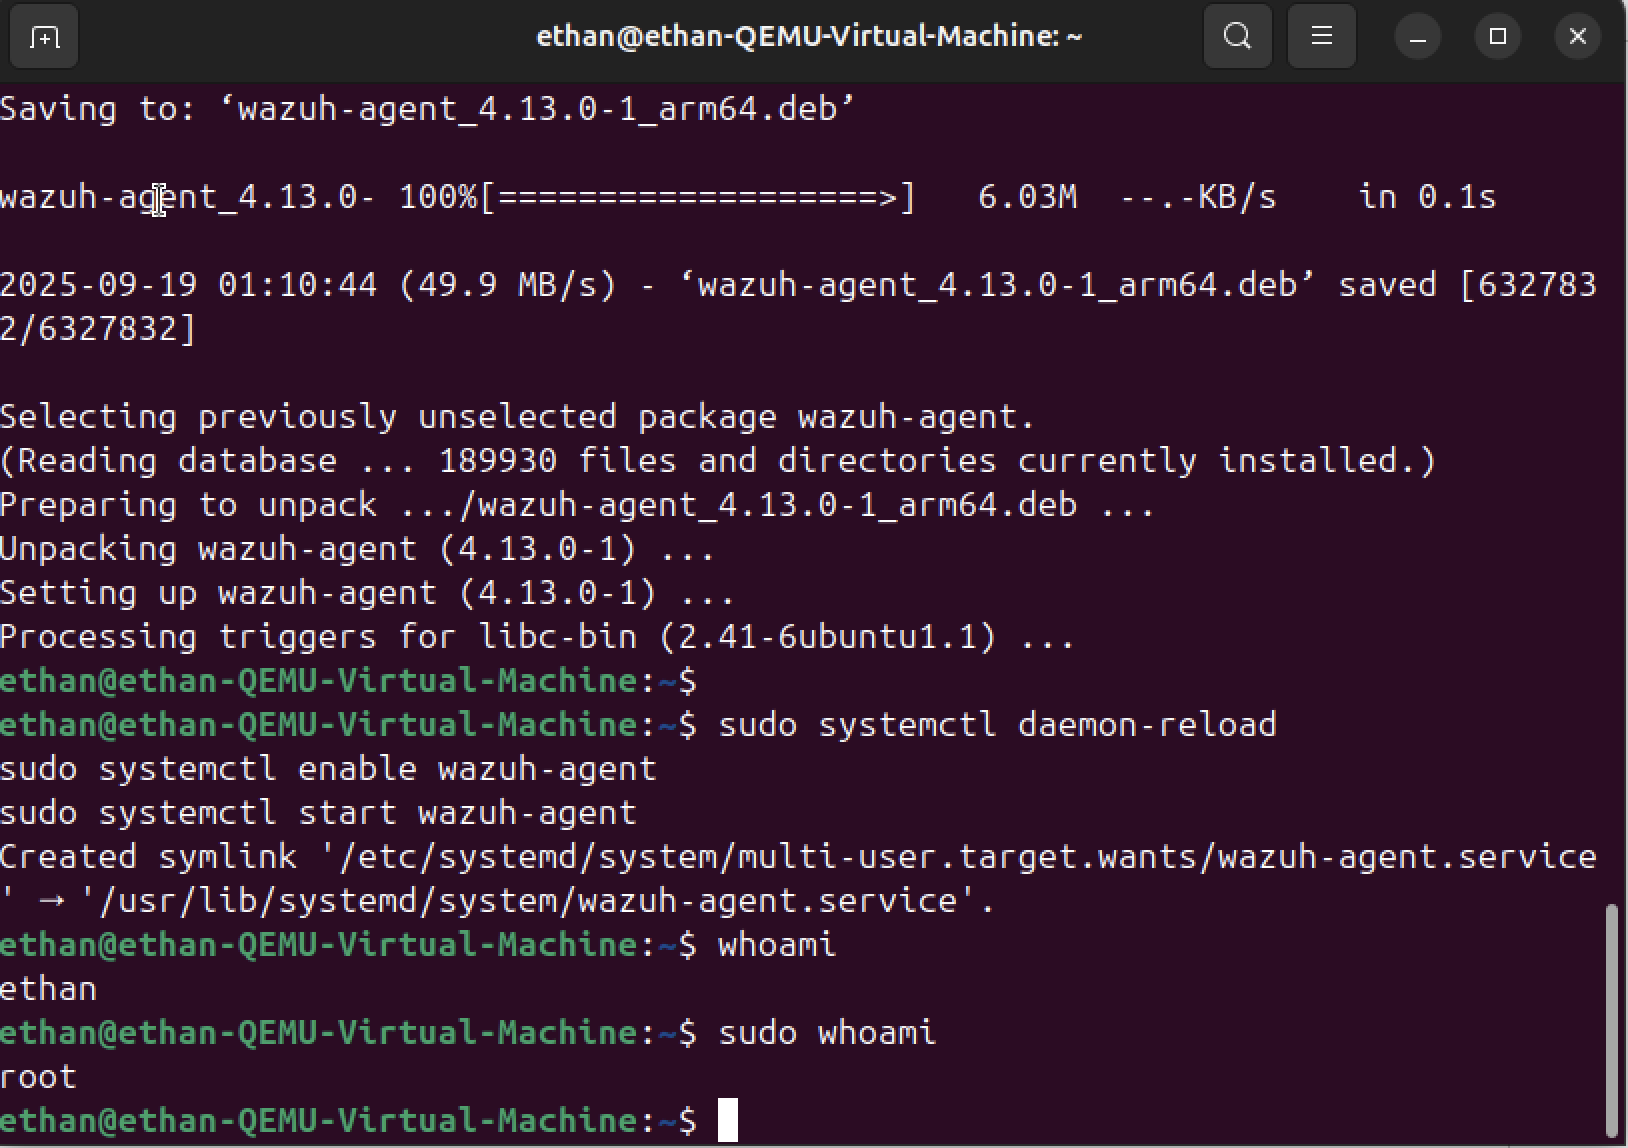 ethan@ethan-QEMU-Virtual-Machine: ~
Saving to: ‘wazuh-agent_4.13.0-1_arm64.deb’
wazuh-agent_4.13.0- 100%[===================>]   6.03M  --.-KB/s    in 0.1s
2025-09-19 01:10:44 (49.9 MB/s) - ‘wazuh-agent_4.13.0-1_arm64.deb’ saved [632783
2/6327832]
Selecting previously unselected package wazuh-agent.
(Reading database ... 189930 files and directories currently installed.)
Preparing to unpack .../wazuh-agent_4.13.0-1_arm64.deb ...
Unpacking wazuh-agent (4.13.0-1) ...
Setting up wazuh-agent (4.13.0-1) ...
Processing triggers for libc-bin (2.41-6ubuntu1.1) ...
ethan@ethan-QEMU-Virtual-Machine:~$
ethan@ethan-QEMU-Virtual-Machine:~$ sudo systemctl daemon-reload
sudo systemctl enable wazuh-agent
sudo systemctl start wazuh-agent
Created symlink '/etc/systemd/system/multi-user.target.wants/wazuh-agent.service
' → '/usr/lib/systemd/system/wazuh-agent.service'.
ethan@ethan-QEMU-Virtual-Machine:~$ whoami
ethan
ethan@ethan-QEMU-Virtual-Machine:~$ sudo whoami
root
ethan@ethan-QEMU-Virtual-Machine:~$